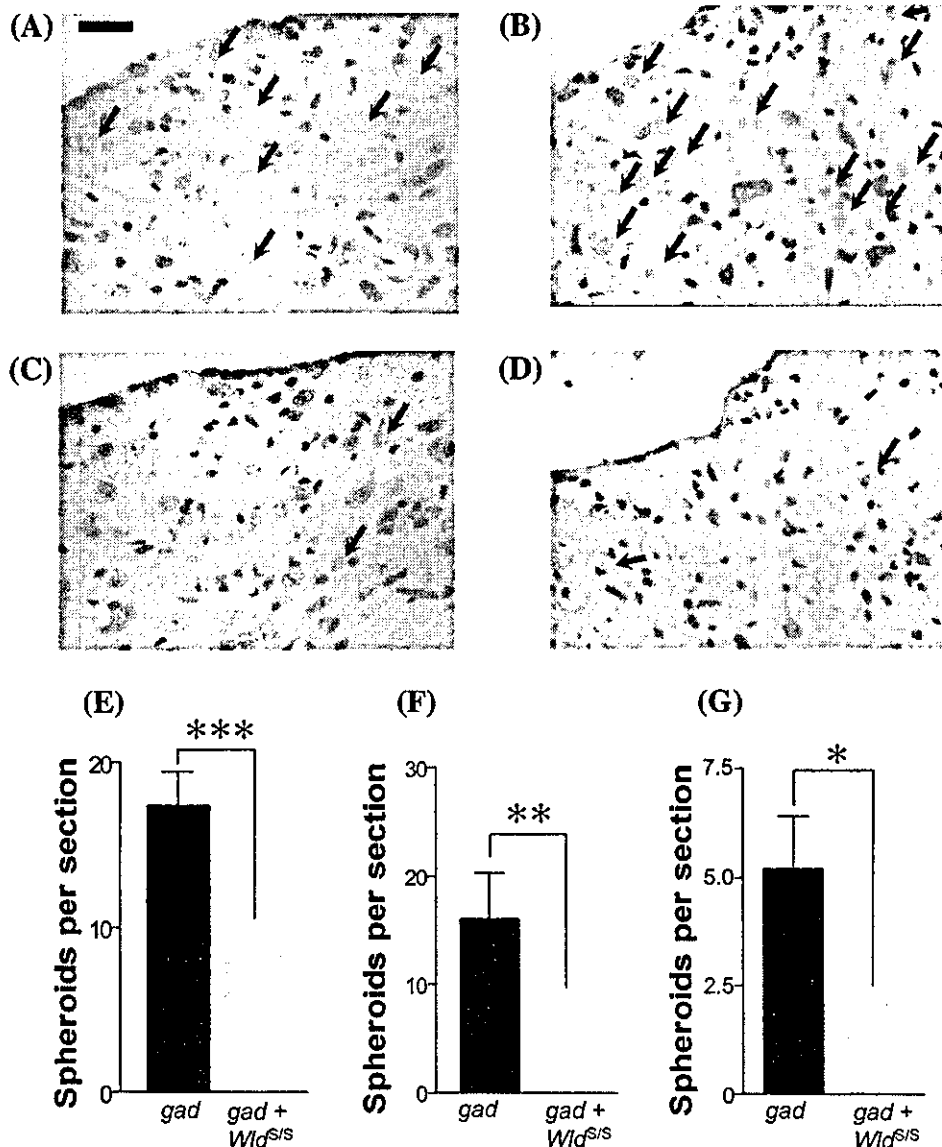 (A)
(B)
(C)
(D)
(E)
(F)
(G)
***
**
*
Spheroids per section
20
10
0
gad
gad +
Wld^S/S
Spheroids per section
30
20
10
0
gad
gad +
Wld^S/S
Spheroids per section
7.5
5.0
2.5
0
gad
gad +
Wld^S/S